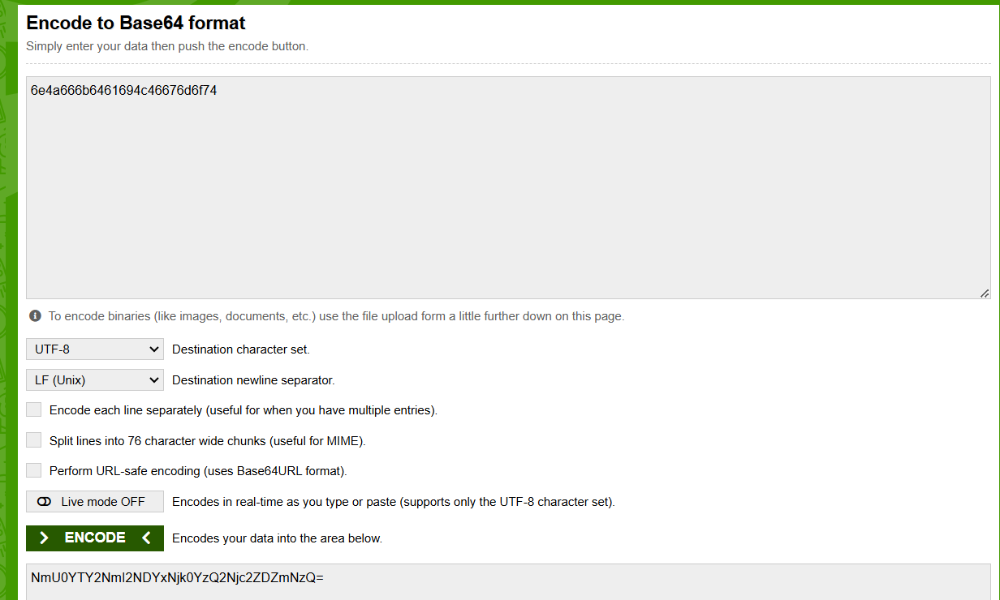 Encode to Base64 format
Simply enter your data then push the encode button.
6e4a666b6461694c46676d6f74
To encode binaries (like images, documents, etc.) use the file upload form a little further down on this page.
UTF-8 Destination character set.
LF (Unix) Destination newline separator.
Encode each line separately (useful for when you have multiple entries).
Split lines into 76 character wide chunks (useful for MIME).
Perform URL-safe encoding (uses Base64URL format).
Live mode OFF Encodes in real-time as you type or paste (supports only the UTF-8 character set).
ENCODE Encodes your data into the area below.
NmU0YTY2NmI2NDYxNjk0YzQ2Njc2ZDZmNzQ=